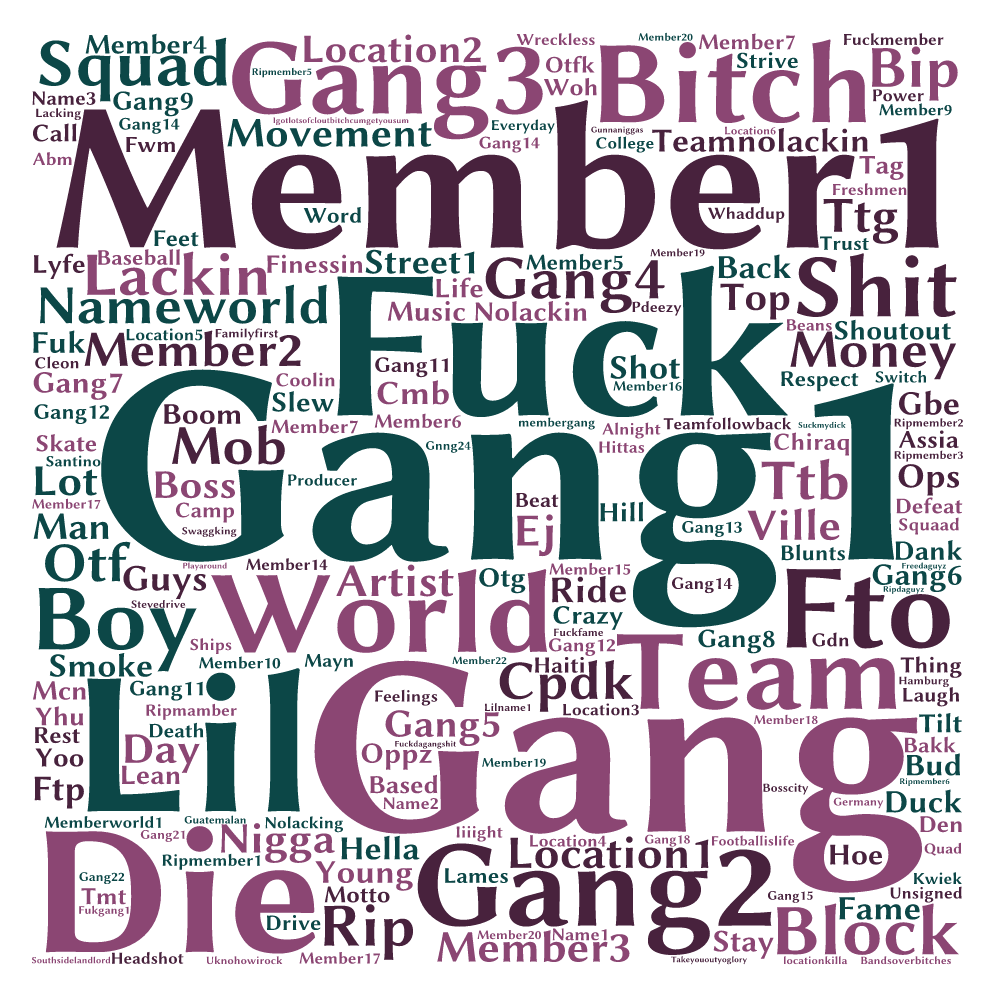 Squad
Member4
Gang3
Location2
Ripmember5
Wreckless
Otfk
Woh
Bitch
Member20
Member7
Strive
Fuckmember
Bip
Power
Member9
Name3
Lacking
Gang9
Call
Gang14
Fwm
Abm
Movement
Igotlotsofcloutbitchcumgetyousum
Everyday
Gang14
Gunnaniggas
College
Location6
Teamnolackin
Tag
Freshmen
Member1
Word
Feet
Whaddup
Ttg
Trust
Lyfe
Baseball
Lackin
Finessin
Street1
Life
Gang4
Member5
Member19
Pdeezy
Back
Top
Shit
Nameworld
Music
Nolackin
Fuck
Beans
Shoutout
Fuk
Location5
Familyfirst
Member2
Cleon
Gang11
Shot
Member16
Money
Respect
Switch
Gang7
Coolin
Slew
Cmb
Gang12
Boom
Member7
Member6
membergang
Alnight
Teamfollowback
Suckmydick
Gbe
Ripmember2
Skate
Mob
Gnng24
Hittas
Chiraq
Assia
Ripmember3
Santino
Gang1
Lot
Boss
Producer
Ttb
Ops
Member17
Camp
Beat
Hill
Defeat
Man
Swaggking
Ej
Gang13
Ville
Squaad
Otf
Playaround
Member14
Blunts
Dank
Guys
Artist
Otg
Member15
Gang14
Freedaguyz
Gang6
Ripdaguyz
Boy
Stevedrive
World
Ride
Crazy
Fto
Ships
Fuckfame
Gang12
Gang8
Gdn
Smoke
Member10
Mayn
Member22
Haiti
Team
Thing
Mcn
Gang11
Lil
Gang
Feelings
Cpdk
Hamburg
Yhu
Ripmamber
Lilname1
Location3
Laugh
Rest
Death
Gang5
Member18
Tilt
Yoo
Day
Fuckdagangshit
Oppz
Member19
Bakk
Lean
Bud
Ftp
Based
Bosscity
Ripmember6
Name2
Germany
Duck
Memberworld1
Guatemalan
Nolacking
Den
Die
Gang21
Nigga
Iiiight
Location4
Gang18
Footballislife
Ripmember1
Hella
Location1
Hoe
Quad
Gang22
Young
Lames
Gang2
Kwiek
Tmt
Motto
Gang15
Unsigned
Fukgang1
Drive
Rip
Fame
Member20
Name1
Stay
Block
Southsidelandlord
Headshot
Uknohowirock
Member17
Member3
Takeyououtyoglory
locationkilla
Bandsoverbitches